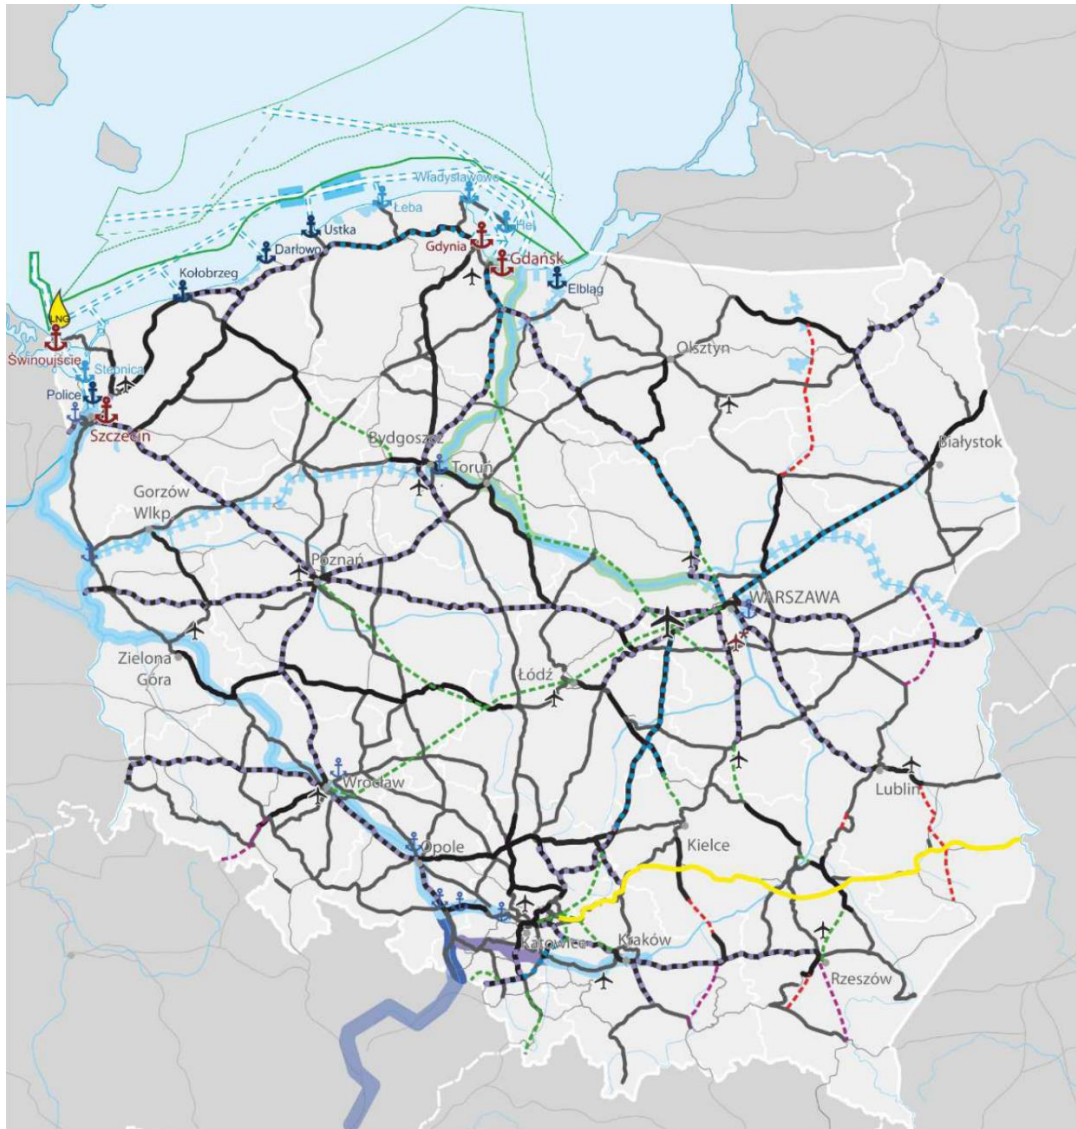 Władysławowo
Łeba
Hel
Ustka
Gdynia
Darłowo
Gdańsk
Kołobrzeg
Elbląg
LNG
Świnoujście
Stepnica
Police
Olsztyn
Szczecin
Bydgoszcz
Białystok
Toruń
Gorzów
Wlkp.
Poznań
WARSZAWA
Zielona
Góra
Łódź
Wrocław
Lublin
Opole
Kielce
Katowice
Kraków
Rzeszów